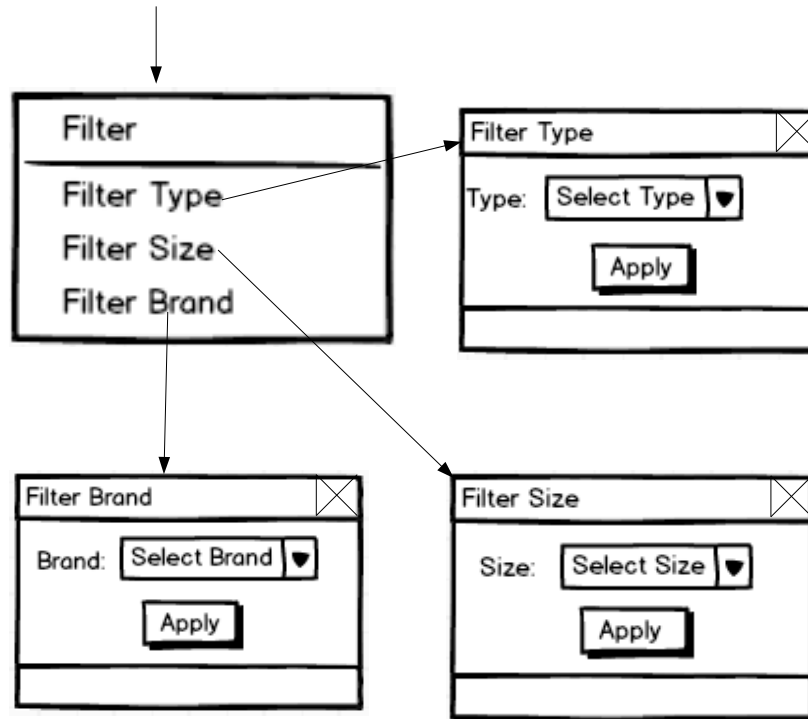 Filter
Filter Type
Filter Size
Filter Brand
Filter Type
Type: Select Type
Apply
Filter Brand
Brand: Select Brand
Apply
Filter Size
Size: Select Size
Apply